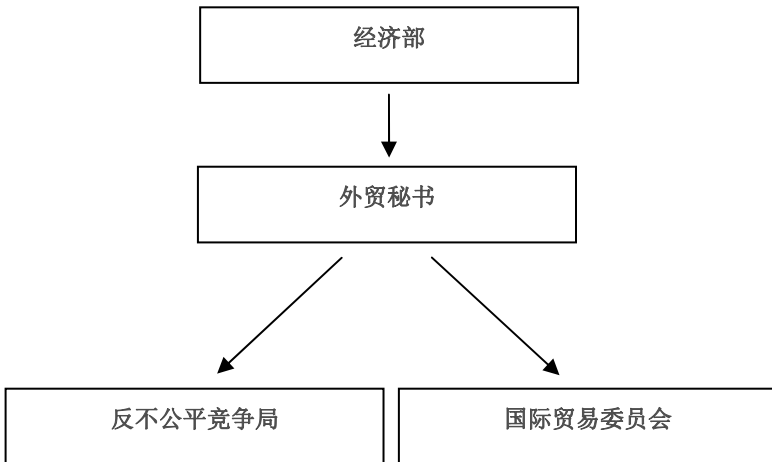 经济部
外贸秘书
反不公平竞争局
国际贸易委员会